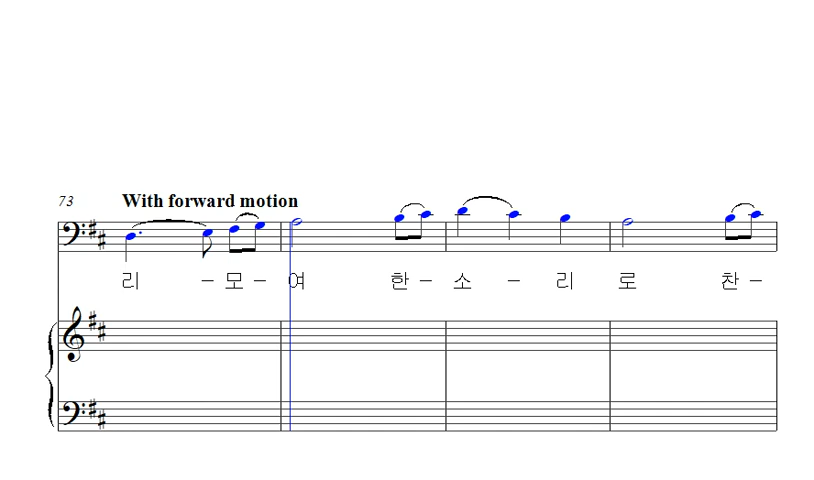 73 With forward motion
리 - 모 - 여 한 - 소 - 리 로 찬 -